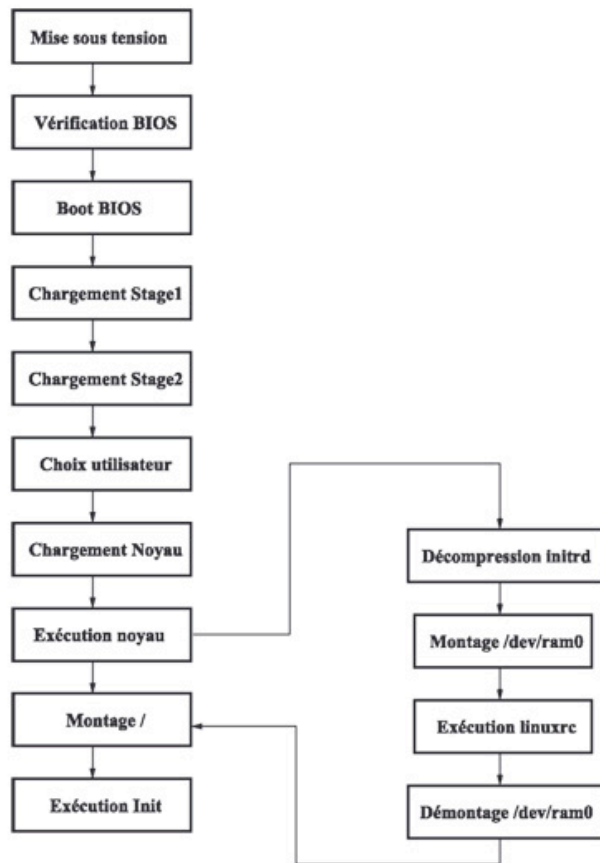 Mise sous tension
Vérification BIOS
Boot BIOS
Chargement Stage1
Chargement Stage2
Choix utilisateur
Chargement Noyau
Exécution noyau
Montage /
Exécution Init
Décompression initrd
Montage /dev/ram0
Exécution linuxrc
Démontage /dev/ram0